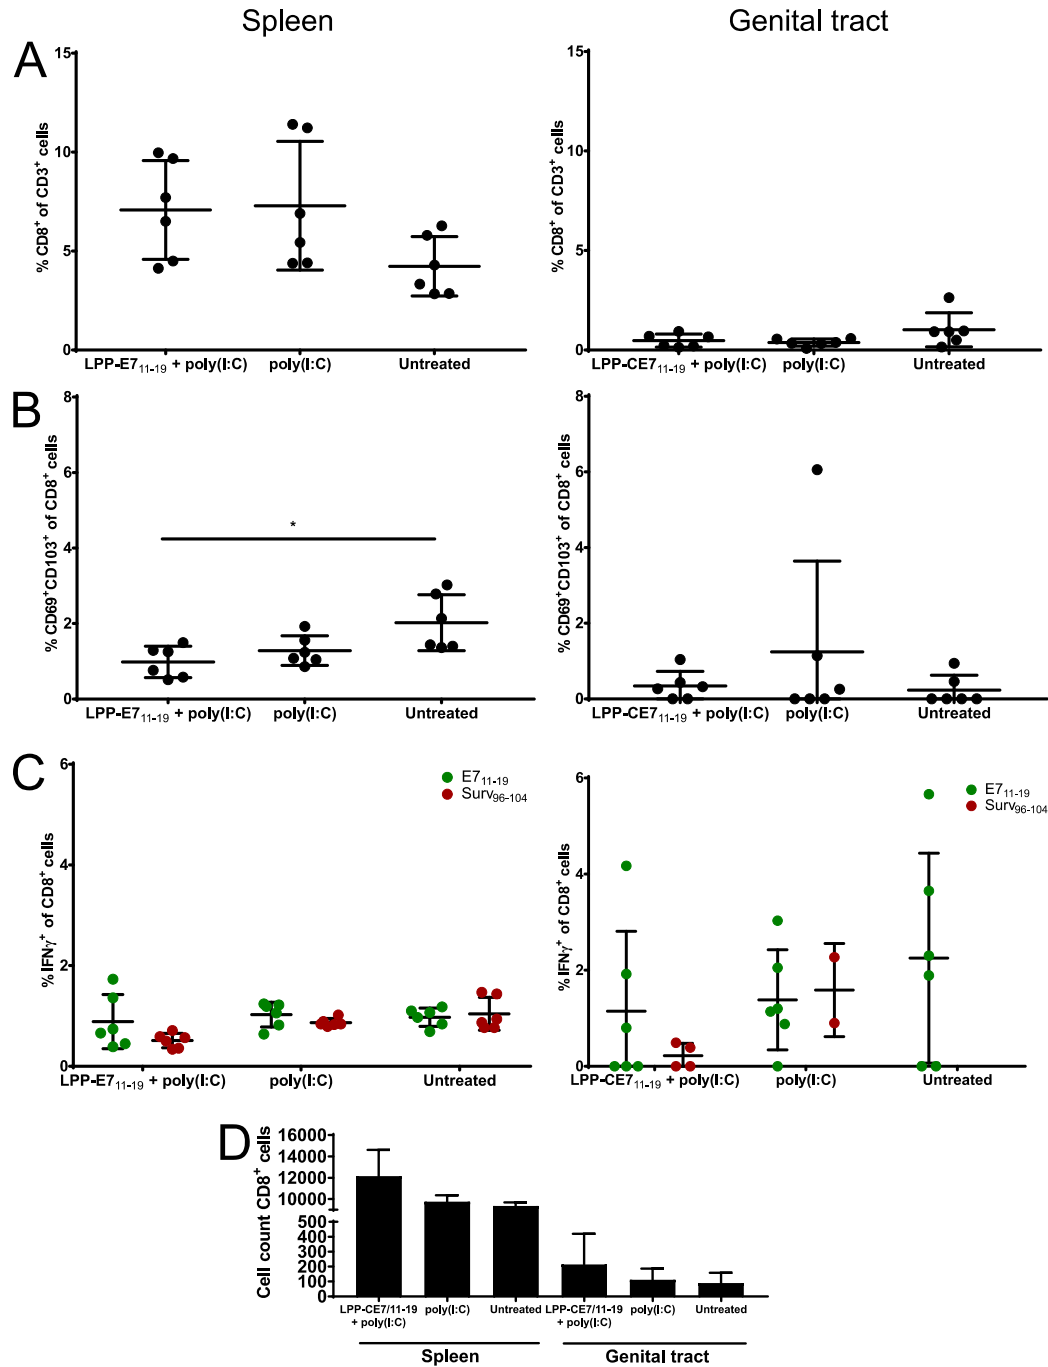 Spleen Genital tract
A
15 15
10 10
5 5
0 0
% CD8⁺ of CD3⁺ cells % CD8⁺ of CD3⁺ cells
LPP-E7₁₁₋₁₉ + poly(I:C) poly(I:C) Untreated LPP-CE7₁₁₋₁₉ + poly(I:C) poly(I:C) Untreated
B
8 8
6 6
4 4
2 2
0 0
% CD69⁺CD103⁺ of CD8⁺ cells % CD69⁺CD103⁺ of CD8⁺ cells
*
LPP-E7₁₁₋₁₉ + poly(I:C) poly(I:C) Untreated LPP-CE7₁₁₋₁₉ + poly(I:C) poly(I:C) Untreated
C
6 6
4 4
2 2
0 0
%IFNγ⁺ of CD8⁺ cells %IFNγ⁺ of CD8⁺ cells
E7₁₁₋₁₉ E7₁₁₋₁₉
Surv₉₆₋₁₀₄ Surv₉₆₋₁₀₄
LPP-E7₁₁₋₁₉ + poly(I:C) poly(I:C) Untreated LPP-CE7₁₁₋₁₉ + poly(I:C) poly(I:C) Untreated
D
Cell count CD8⁺ cells
16000
14000
12000
10000
500
400
300
200
100
0
LPP-CE7/11-19 poly(I:C) Untreated LPP-CE7/11-19 poly(I:C) Untreated
+ poly(I:C) + poly(I:C)
Spleen Genital tract